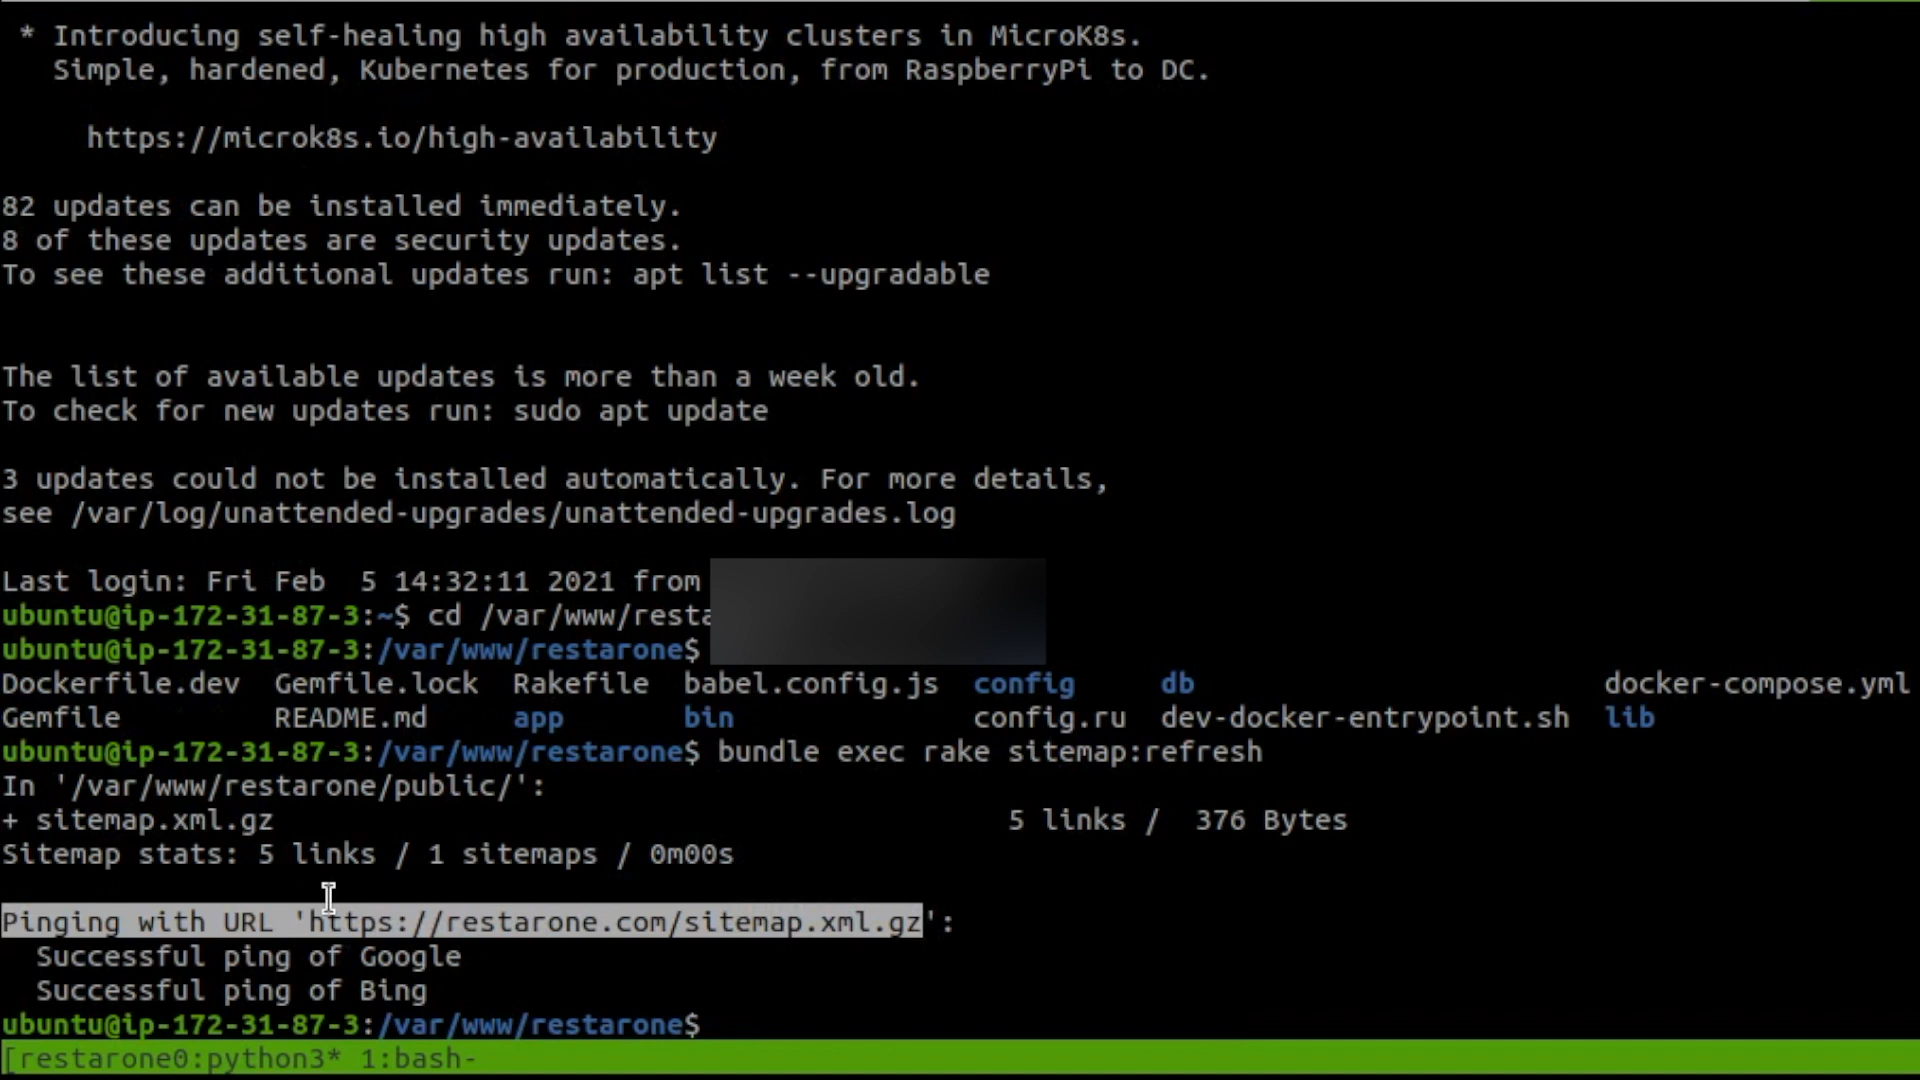 * Introducing self-healing high availability clusters in MicroK8s.
Simple, hardened, Kubernetes for production, from RaspberryPi to DC.
https://microk8s.io/high-availability
82 updates can be installed immediately.
8 of these updates are security updates.
To see these additional updates run: apt list --upgradable
The list of available updates is more than a week old.
To check for new updates run: sudo apt update
3 updates could not be installed automatically. For more details,
see /var/log/unattended-upgrades/unattended-upgrades.log
Last login: Fri Feb  5 14:32:11 2021 from
ubuntu@ip-172-31-87-3:~$ cd /var/www/resta
ubuntu@ip-172-31-87-3:/var/www/restarone$
Dockerfile.dev  Gemfile.lock  Rakefile  babel.config.js  config     db                        docker-compose.yml
Gemfile         README.md     app       bin              config.ru  dev-docker-entrypoint.sh  lib
ubuntu@ip-172-31-87-3:/var/www/restarone$ bundle exec rake sitemap:refresh
In '/var/www/restarone/public/':
+ sitemap.xml.gz                                           5 links /  376 Bytes
Sitemap stats: 5 links / 1 sitemaps / 0m00s
Pinging with URL 'https://restarone.com/sitemap.xml.gz':
Successful ping of Google
Successful ping of Bing
ubuntu@ip-172-31-87-3:/var/www/restarone$
[restarone0:python3* 1:bash-